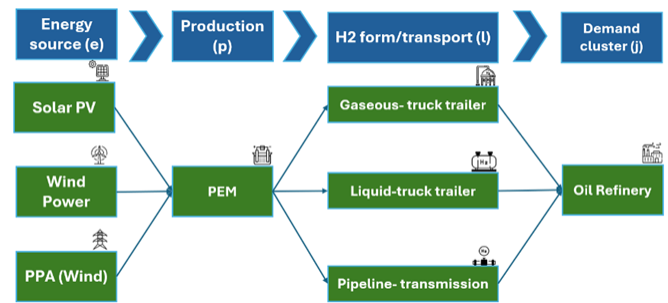 Energy
source (e)
Production
(p)
H2 form/transport (l)
Demand
cluster (j)
Solar PV
Gaseous- truck trailer
Wind
Power
PEM
Liquid-truck trailer
Oil Refinery
PPA (Wind)
Pipeline- transmission